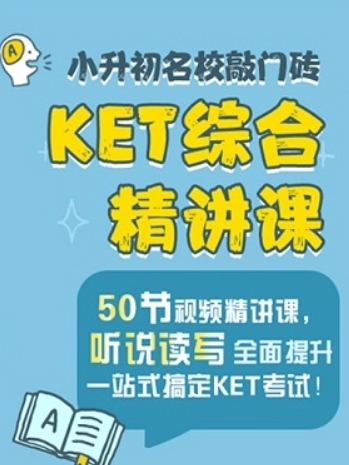 A
小升初名校敲门砖
KET综合
精讲课
50节视频精讲课，
听说读写 全面提升
一站式搞定KET考试！
A